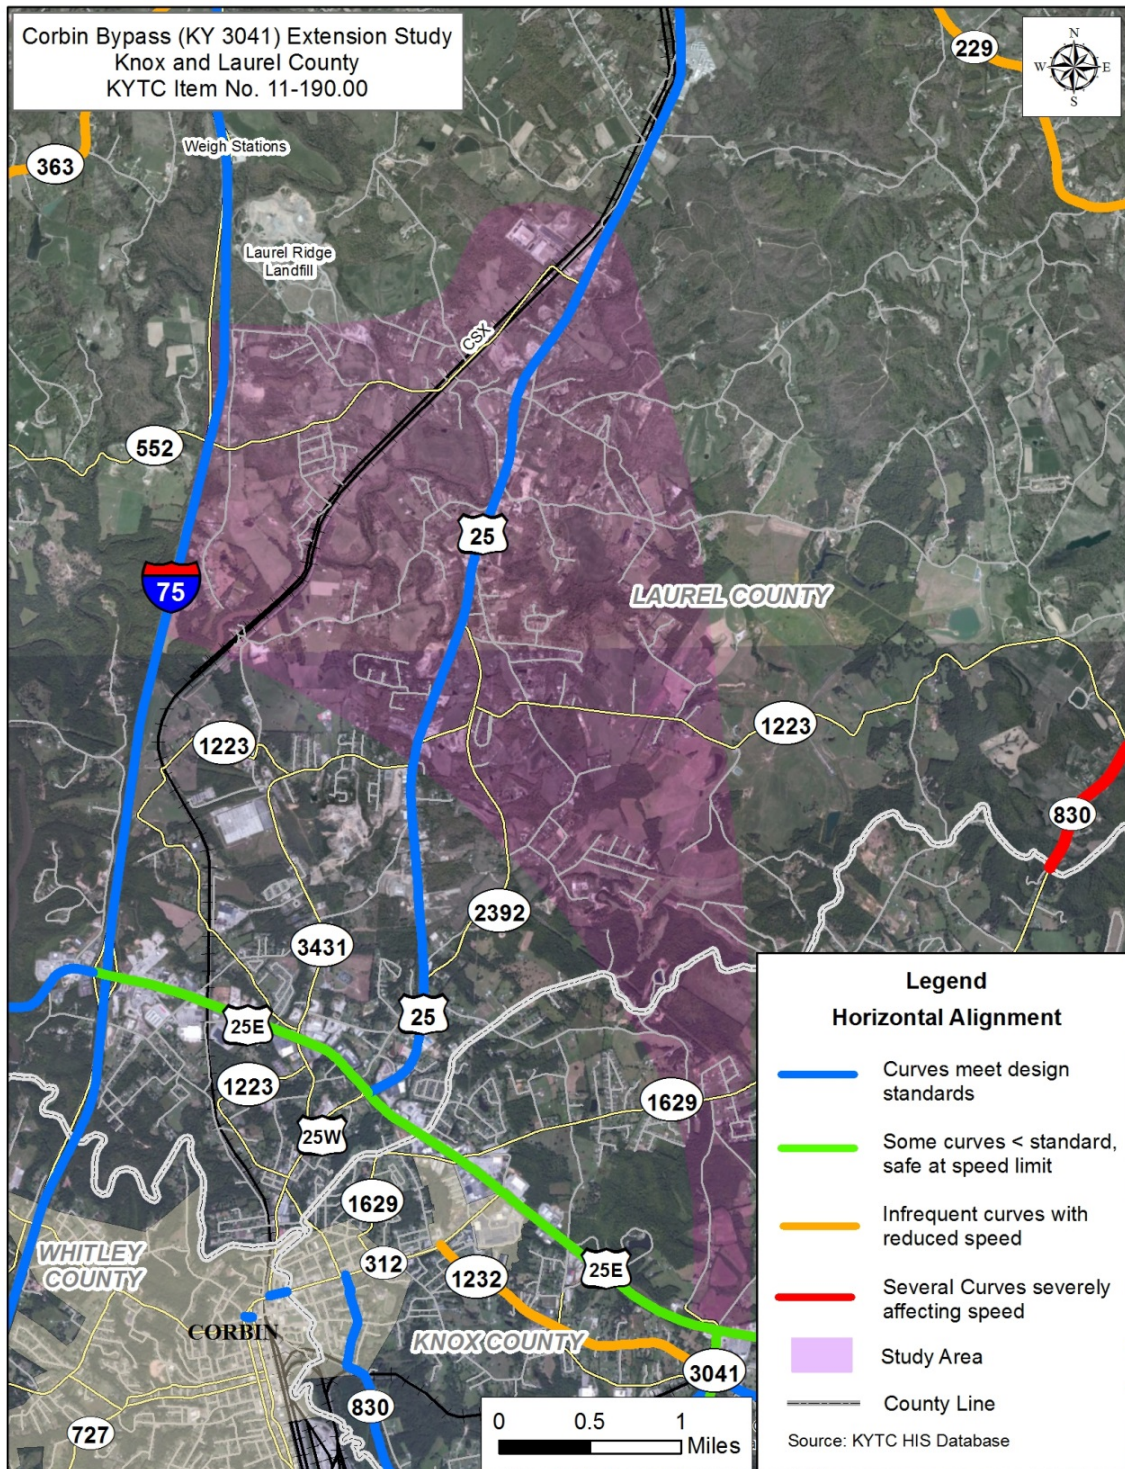 Corbin Bypass (KY 3041) Extension Study
Knox and Laurel County
KYTC Item No. 11-190.00
229
N
W E
S
363
Weigh Stations
Laurel Ridge
Landfill
CSX
552
25
75
LAUREL COUNTY
1223
1223
830
2392
3431
25
25E
1223
1629
25W
1629
WHITLEY
COUNTY
312
1232
25E
CORBIN
KNOX COUNTY
3041
830
727
0 0.5 1
Miles
Legend
Horizontal Alignment
Curves meet design
standards
Some curves < standard,
safe at speed limit
Infrequent curves with
reduced speed
Several Curves severely
affecting speed
Study Area
County Line
Source: KYTC HIS Database